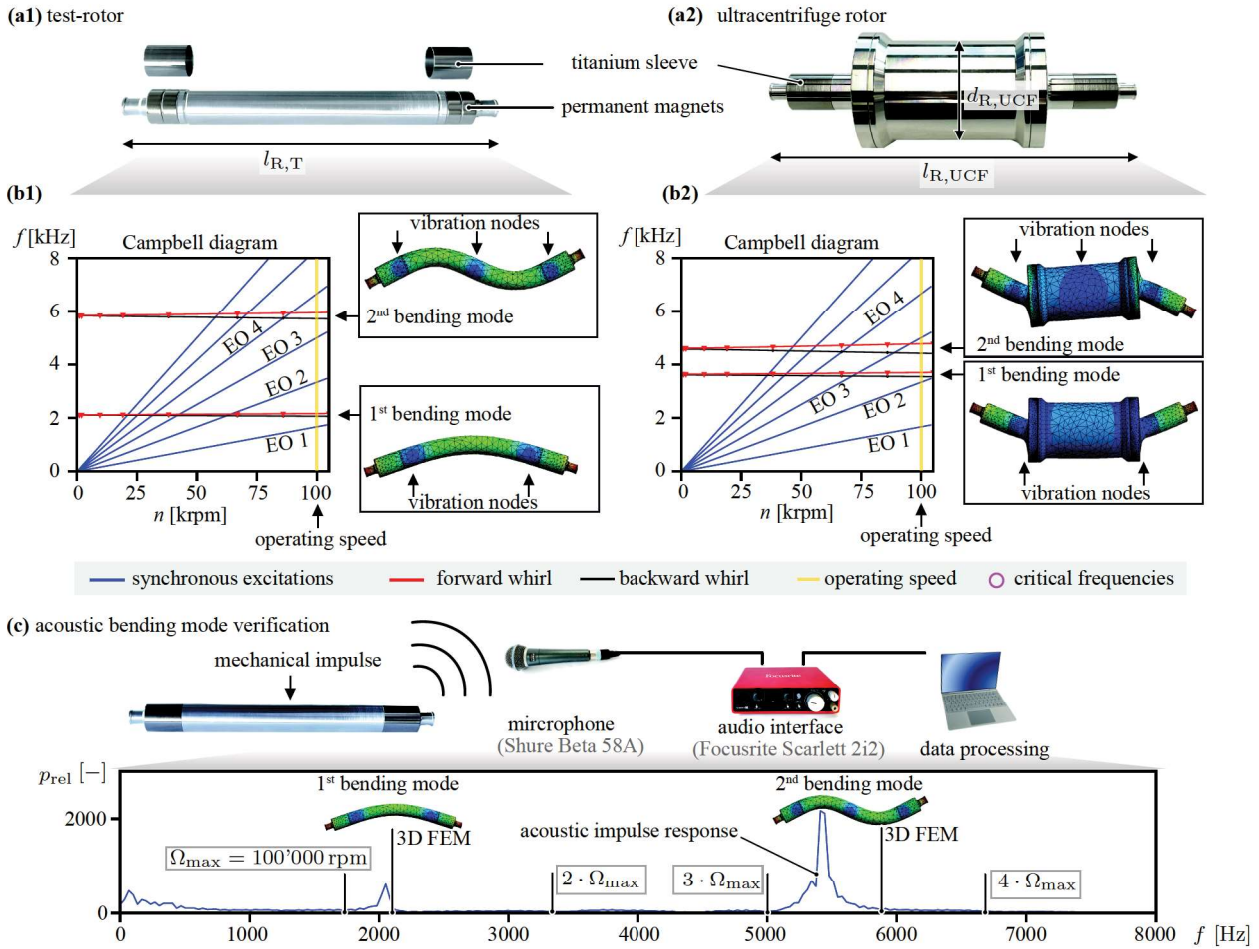 (a1) test-rotor
(a2) ultracentrifuge rotor
titanium sleeve
permanent magnets
d_R,UCF
l_R,T
l_R,UCF
(b1)
f [kHz]
Campbell diagram
8
6
4
2
0
EO 4
EO 3
EO 2
EO 1
0 25 50 75 100
n [krpm]
operating speed
vibration nodes
2nd bending mode
1st bending mode
vibration nodes
(b2)
f [kHz]
Campbell diagram
8
6
4
2
0
EO 4
EO 3
EO 2
EO 1
0 25 50 75 100
n [krpm]
operating speed
vibration nodes
2nd bending mode
1st bending mode
vibration nodes
synchronous excitations forward whirl backward whirl operating speed critical frequencies
(c) acoustic bending mode verification
mechanical impulse
mircrophone
(Shure Beta 58A)
Focusrite
audio interface
(Focusrite Scarlett 2i2)
data processing
p_rel [−]
2000
0
1st bending mode
3D FEM
Ω_max = 100'000 rpm
2 · Ω_max
acoustic impulse response
3 · Ω_max
2nd bending mode
3D FEM
4 · Ω_max
0 1000 2000 3000 4000 5000 6000 7000 8000
f [Hz]